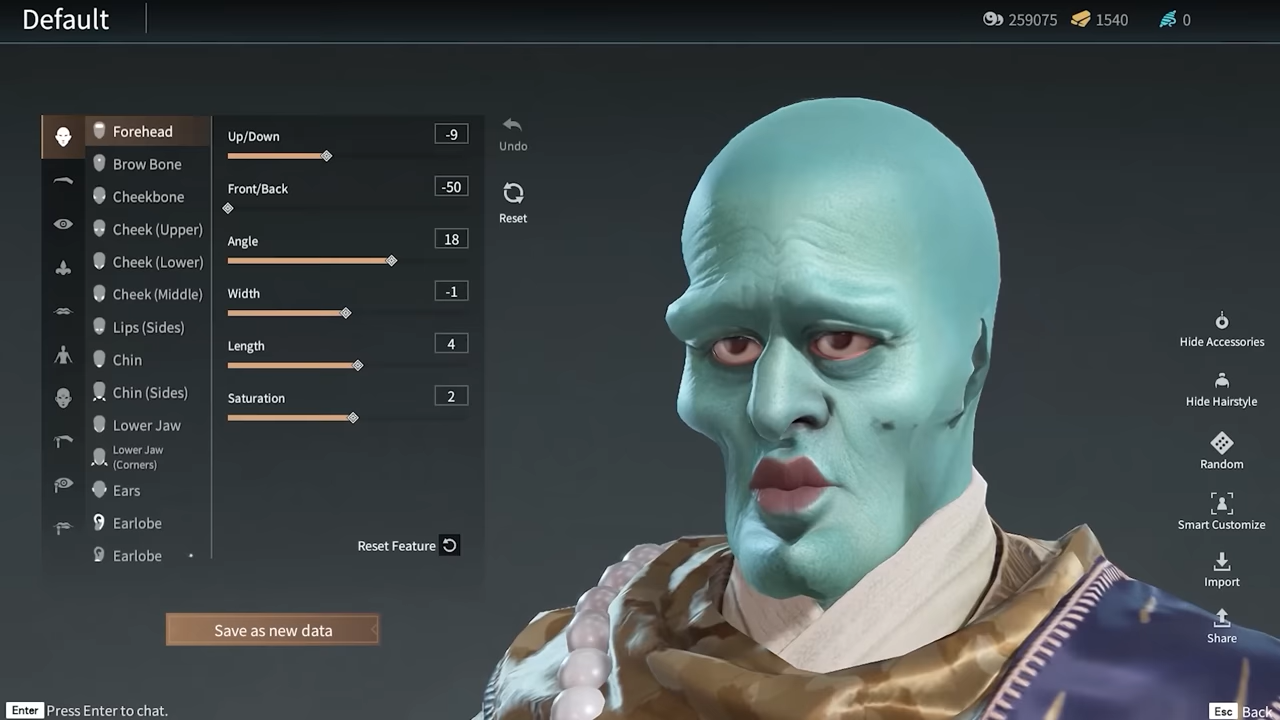 Default
259075
1540
0
Forehead
Brow Bone
Cheekbone
Cheek (Upper)
Cheek (Lower)
Cheek (Middle)
Lips (Sides)
Chin
Chin (Sides)
Lower Jaw
Lower Jaw
(Corners)
Ears
Earlobe
Earlobe
Up/Down
-9
Front/Back
-50
Angle
18
Width
-1
Length
4
Saturation
2
Reset Feature
Undo
Reset
Save as new data
Hide Accessories
Hide Hairstyle
Random
Smart Customize
Import
Share
Enter Press Enter to chat.
Esc Back